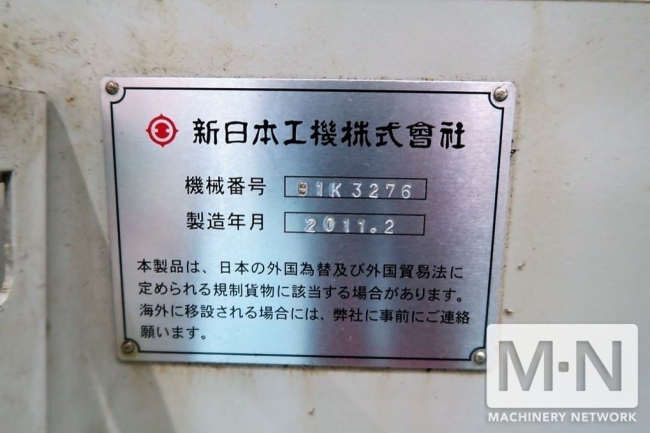 新日本工機株式會社
機械番号 91K3276
製造年月 2011.2
本製品は、日本の外国為替及び外国貿易法に
定められる規制貨物に該当する場合があります。
海外に移設される場合には、弊社に事前にご連絡
願います。
M·N
MACHINERY NETWORK